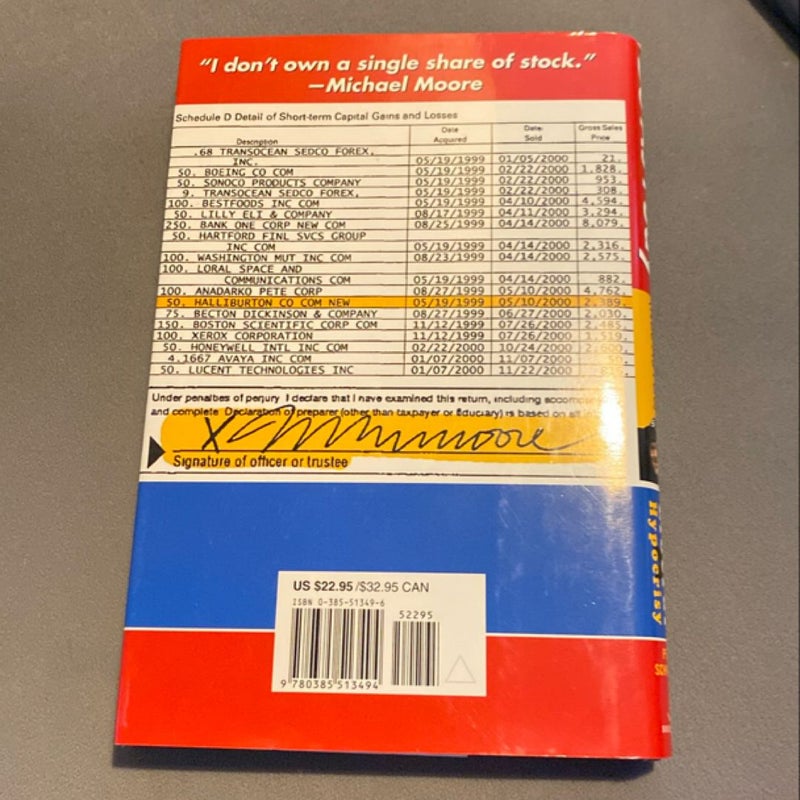 "I don't own a single share of stock."
—Michael Moore
Schedule D Detail of Short-term Capital Gains and Losses
Description Date Acquired Date Sold Gross Sales Price
.68 TRANSOCEAN SEDCO FOREX,
INC. 05/19/1999 01/05/2000 21.
50. BOEING CO COM 05/19/1999 02/22/2000 1,828.
50. SONOCO PRODUCTS COMPANY 05/19/1999 02/22/2000 953.
9. TRANSOCEAN SEDCO FOREX, 05/19/1999 02/22/2000 308.
100. BESTFOODS INC COM 05/19/1999 04/10/2000 4,594.
50. LILLY ELI & COMPANY 08/17/1999 04/11/2000 3,294.
250. BANK ONE CORP NEW COM 08/25/1999 04/14/2000 8,079.
50. HARTFORD FINL SVCS GROUP
INC COM 05/19/1999 04/14/2000 2,316.
100. WASHINGTON MUT INC COM 08/23/1999 04/14/2000 2,575.
100. LORAL SPACE AND
COMMUNICATIONS COM 05/19/1999 04/14/2000 882.
100. ANADARKO PETE CORP 08/27/1999 05/10/2000 4,762.
50. HALLIBURTON CO COM NEW 05/19/1999 05/10/2000 2,389.
75. BECTON DICKINSON & COMPANY 08/27/1999 06/27/2000 2,030.
150. BOSTON SCIENTIFIC CORP COM 11/12/1999 07/26/2000 2,485.
100. XEROX CORPORATION 11/12/1999 07/26/2000 1,519.
50. HONEYWELL INTL INC COM 02/22/2000 10/24/2000
4.1667 AVAYA INC COM 01/07/2000 11/07/2000
50. LUCENT TECHNOLOGIES INC 01/07/2000 11/22/2000
Under penalties of perjury I declare that I have examined this return, including
and complete Declaration of preparer (other than taxpayer or fiduciary) is based on all
X moore
Signature of officer or trustee
US $22.95/$32.95 CAN
ISBN 0-385-51349-6
52295
9 780385 513494
Hypocrisy